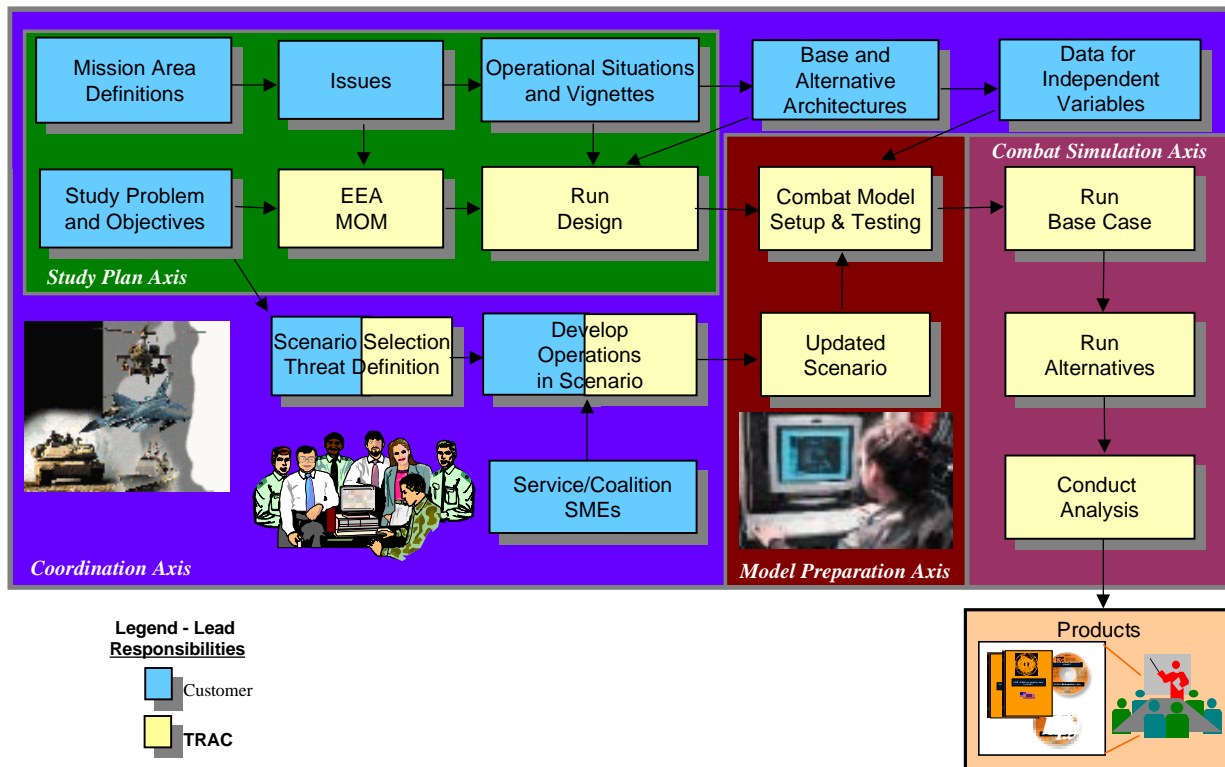 Mission Area
Definitions
Issues
Operational Situations
and Vignettes
Base and
Alternative
Architectures
Data for
Independent
Variables
Study Problem
and Objectives
EEA
MOM
Run
Design
Combat Model
Setup & Testing
Combat Simulation Axis
Run
Base Case
Study Plan Axis
Scenario Selection
Threat Definition
Develop
Operations
in Scenario
Updated
Scenario
Run
Alternatives
Service/Coalition
SMEs
Conduct
Analysis
Coordination Axis
Model Preparation Axis
Legend - Lead
Responsibilities
Customer
TRAC
Products